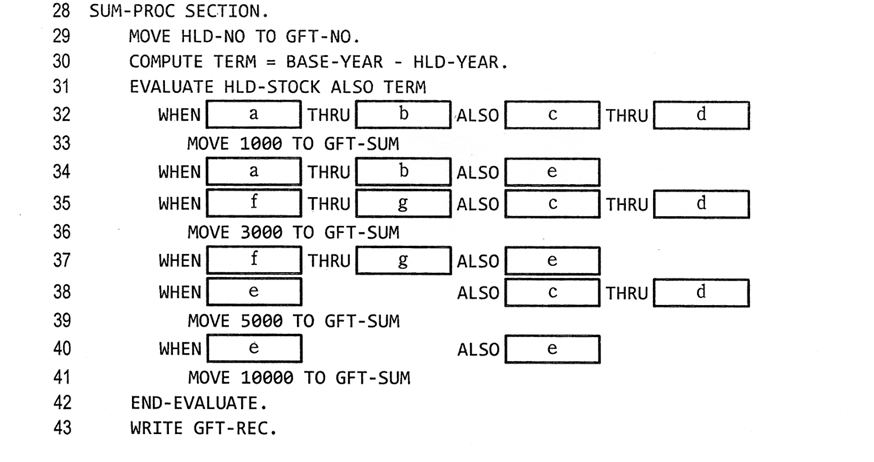 28 SUM-PROC SECTION.
29 MOVE HLD-NO TO GFT-NO.
30 COMPUTE TERM = BASE-YEAR - HLD-YEAR.
31 EVALUATE HLD-STOCK ALSO TERM
32 WHEN a THRU b ALSO c THRU d
33 MOVE 1000 TO GFT-SUM
34 WHEN a THRU b ALSO e
35 WHEN f THRU g ALSO c THRU d
36 MOVE 3000 TO GFT-SUM
37 WHEN f THRU g ALSO e
38 WHEN e ALSO c THRU d
39 MOVE 5000 TO GFT-SUM
40 WHEN e ALSO e
41 MOVE 10000 TO GFT-SUM
42 END-EVALUATE.
43 WRITE GFT-REC.